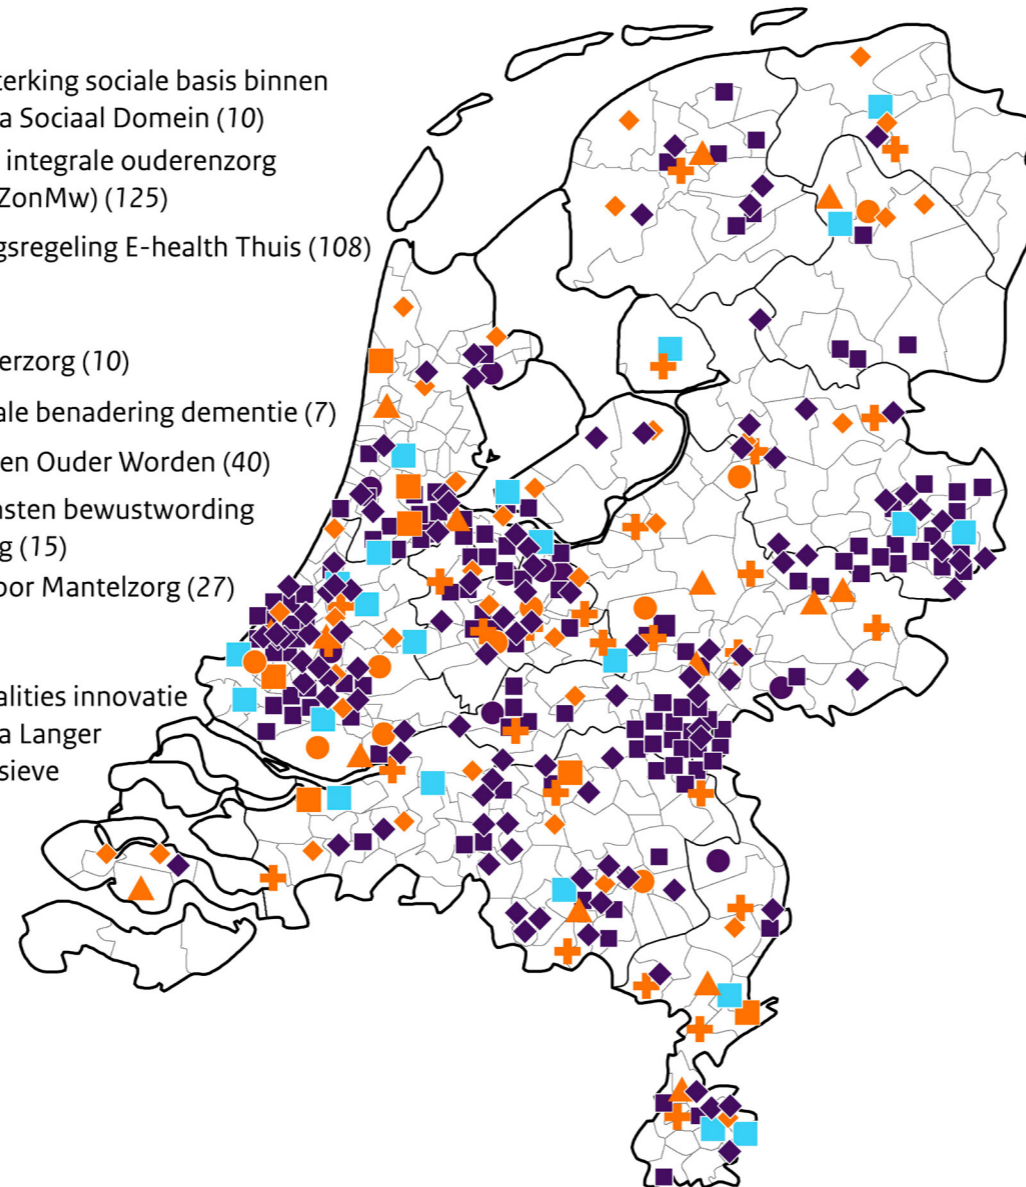 terking sociale basis binnen
a Sociaal Domein (10)
integrale ouderenzorg
ZonMw) (125)
gsregeling E-health Thuis (108)
erzorg (10)
ale benadering dementie (7)
en Ouder Worden (40)
asten bewustwording
g (15)
oor Mantelzorg (27)
alities innovatie
a Langer
sieve